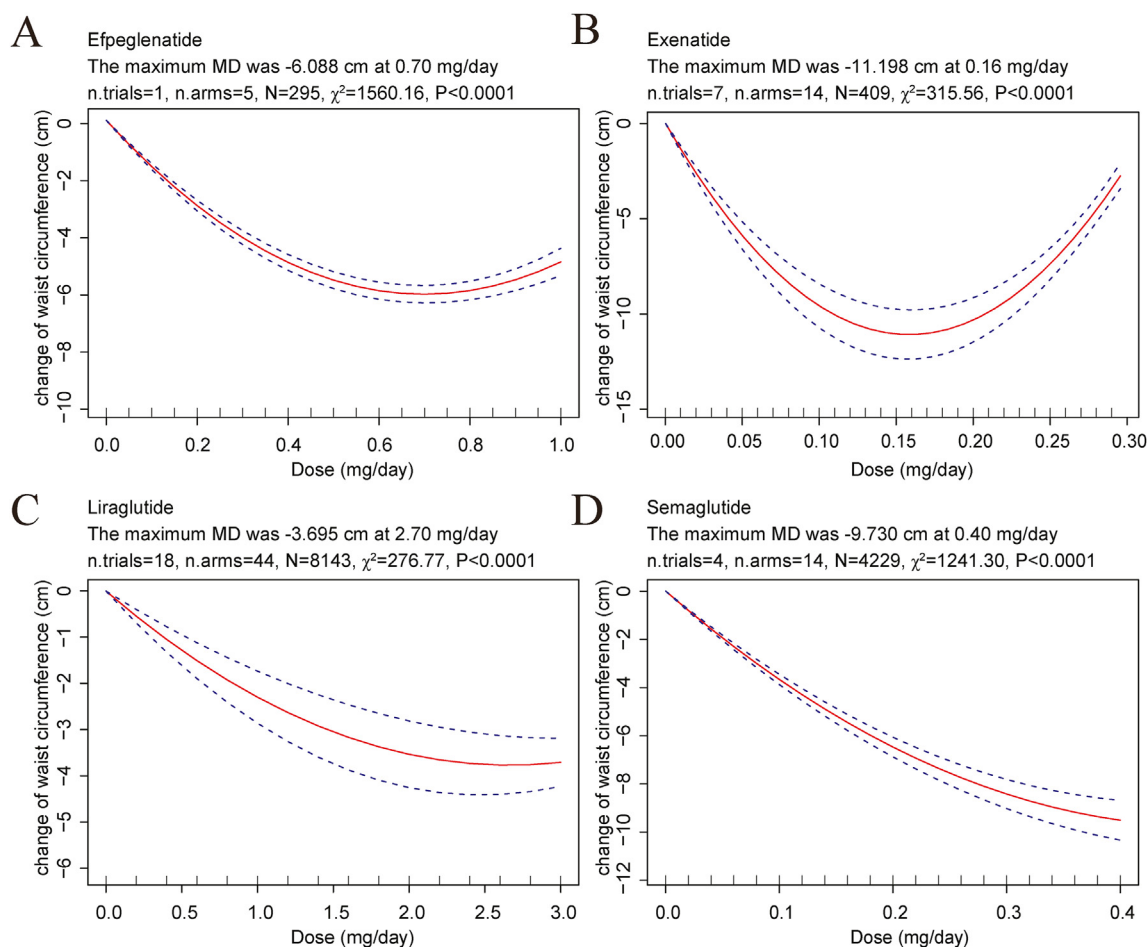 A
Efpeglenatide
The maximum MD was -6.088 cm at 0.70 mg/day
n.trials=1, n.arms=5, N=295, χ²=1560.16, P<0.0001
change of waist circumference (cm)
0
−2
−4
−6
−8
−10
0.0 0.2 0.4 0.6 0.8 1.0
Dose (mg/day)
B
Exenatide
The maximum MD was -11.198 cm at 0.16 mg/day
n.trials=7, n.arms=14, N=409, χ²=315.56, P<0.0001
change of waist circumference (cm)
0
−5
−10
−15
0.00 0.05 0.10 0.15 0.20 0.25 0.30
Dose (mg/day)
C
Liraglutide
The maximum MD was -3.695 cm at 2.70 mg/day
n.trials=18, n.arms=44, N=8143, χ²=276.77, P<0.0001
change of waist circumference (cm)
0
−1
−2
−3
−4
−5
−6
0.0 0.5 1.0 1.5 2.0 2.5 3.0
Dose (mg/day)
D
Semaglutide
The maximum MD was -9.730 cm at 0.40 mg/day
n.trials=4, n.arms=14, N=4229, χ²=1241.30, P<0.0001
change of waist circumference (cm)
0
−2
−4
−6
−8
−10
−12
0.0 0.1 0.2 0.3 0.4
Dose (mg/day)